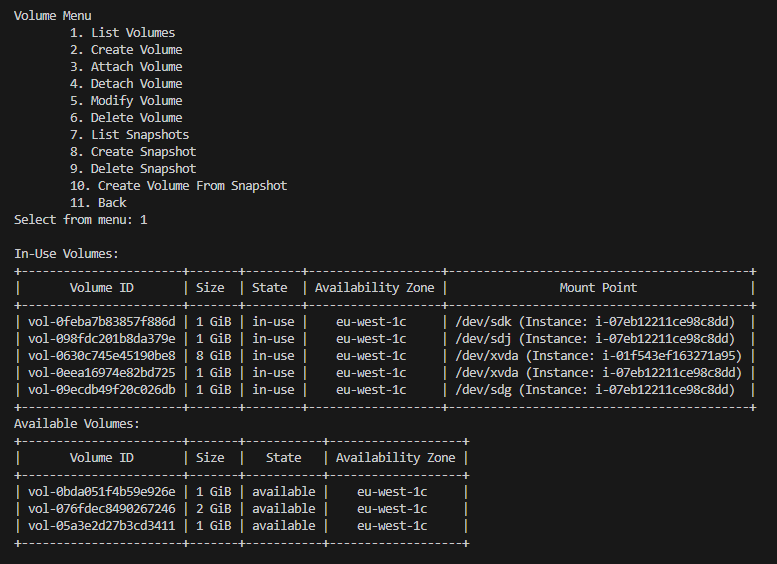 Volume Menu
1. List Volumes
2. Create Volume
3. Attach Volume
4. Detach Volume
5. Modify Volume
6. Delete Volume
7. List Snapshots
8. Create Snapshot
9. Delete Snapshot
10. Create Volume From Snapshot
11. Back
Select from menu: 1
In-Use Volumes:
+-----------------------+-------+--------+-------------------+-------------------------------------------+
| Volume ID | Size | State | Availability Zone | Mount Point |
+-----------------------+-------+--------+-------------------+-------------------------------------------+
| vol-0feba7b83857f886d | 1 GiB | in-use | eu-west-1c | /dev/sdk (Instance: i-07eb12211ce98c8dd) |
| vol-098fdc201b8da379e | 1 GiB | in-use | eu-west-1c | /dev/sdj (Instance: i-07eb12211ce98c8dd) |
| vol-0630c745e45190be8 | 8 GiB | in-use | eu-west-1c | /dev/xvda (Instance: i-01f543ef163271a95) |
| vol-0eea16974e82bd725 | 1 GiB | in-use | eu-west-1c | /dev/xvda (Instance: i-07eb12211ce98c8dd) |
| vol-09ecdb49f20c026db | 1 GiB | in-use | eu-west-1c | /dev/sdg (Instance: i-07eb12211ce98c8dd) |
+-----------------------+-------+--------+-------------------+-------------------------------------------+
Available Volumes:
+-----------------------+-------+-----------+-------------------+
| Volume ID | Size | State | Availability Zone |
+-----------------------+-------+-----------+-------------------+
| vol-0bda051f4b59e926e | 1 GiB | available | eu-west-1c |
| vol-076fdec8490267246 | 2 GiB | available | eu-west-1c |
| vol-05a3e2d27b3cd3411 | 1 GiB | available | eu-west-1c |
+-----------------------+-------+-----------+-------------------+